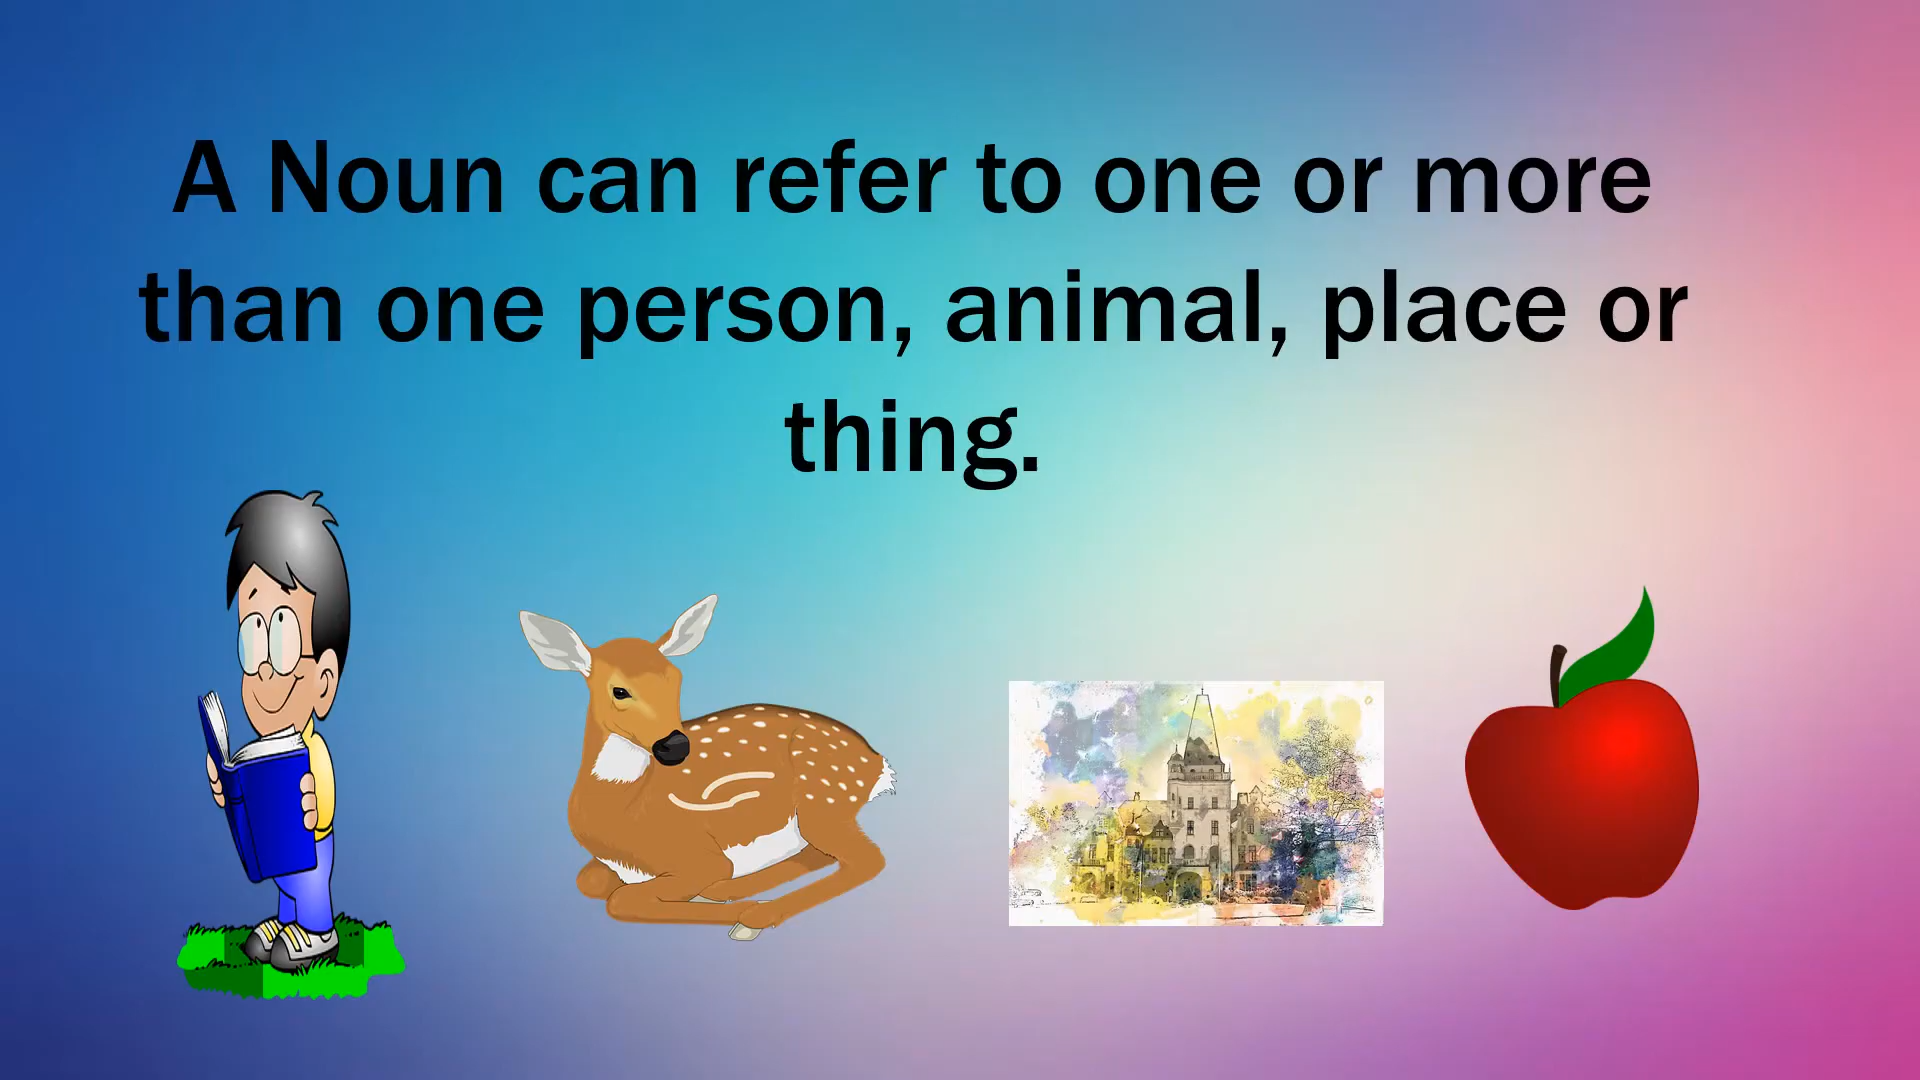 A Noun can refer to one or more
than one person, animal, place or
thing.